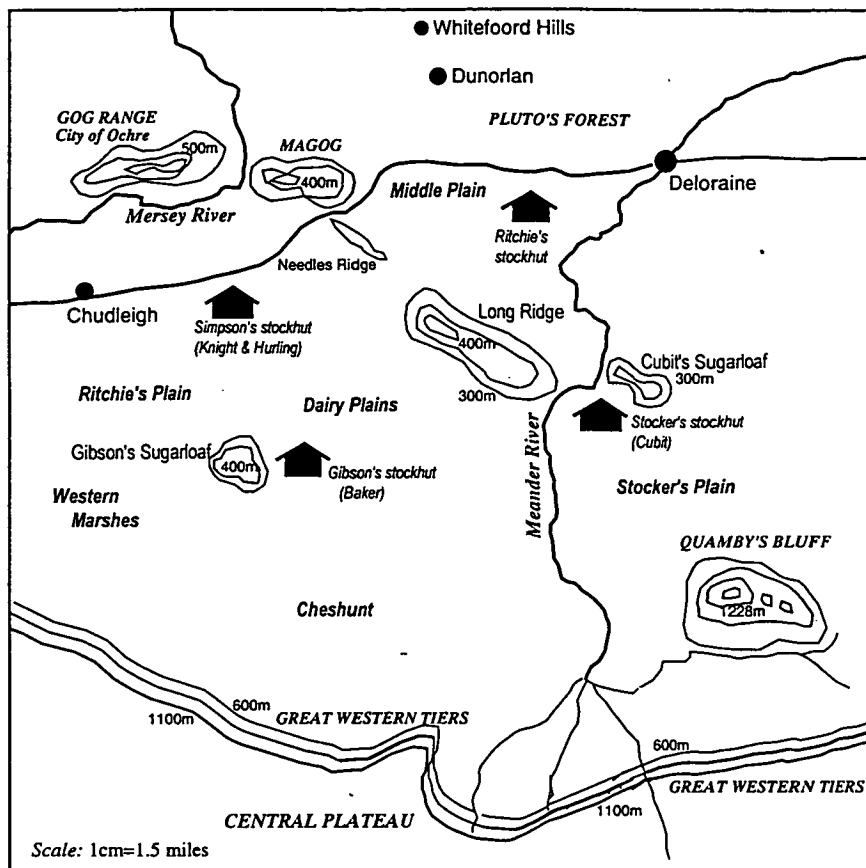 Whitefoord Hills
Dunorlan
GOG RANGE
City of Ochre
500m
MAGOG
400m
PLUTO'S FOREST
Deloraine
Middle Plain
Mersey River
Ritchie's
stockhut
Needles Ridge
Chudleigh
Simpson's stockhut
(Knight & Hurling)
Long Ridge
400m
300m
Cubit's Sugarloaf
300m
Ritchie's Plain
Dairy Plains
Stocker's stockhut
(Cubit)
Gibson's Sugarloaf
400m
Gibson's stockhut
(Baker)
Meander River
Western
Marshes
Stocker's Plain
QUAMBY'S BLUFF
1228m
Cheshunt
600m
1100m
GREAT WESTERN TIERS
600m
1100m
GREAT WESTERN TIERS
CENTRAL PLATEAU
Scale: 1cm=1.5 miles